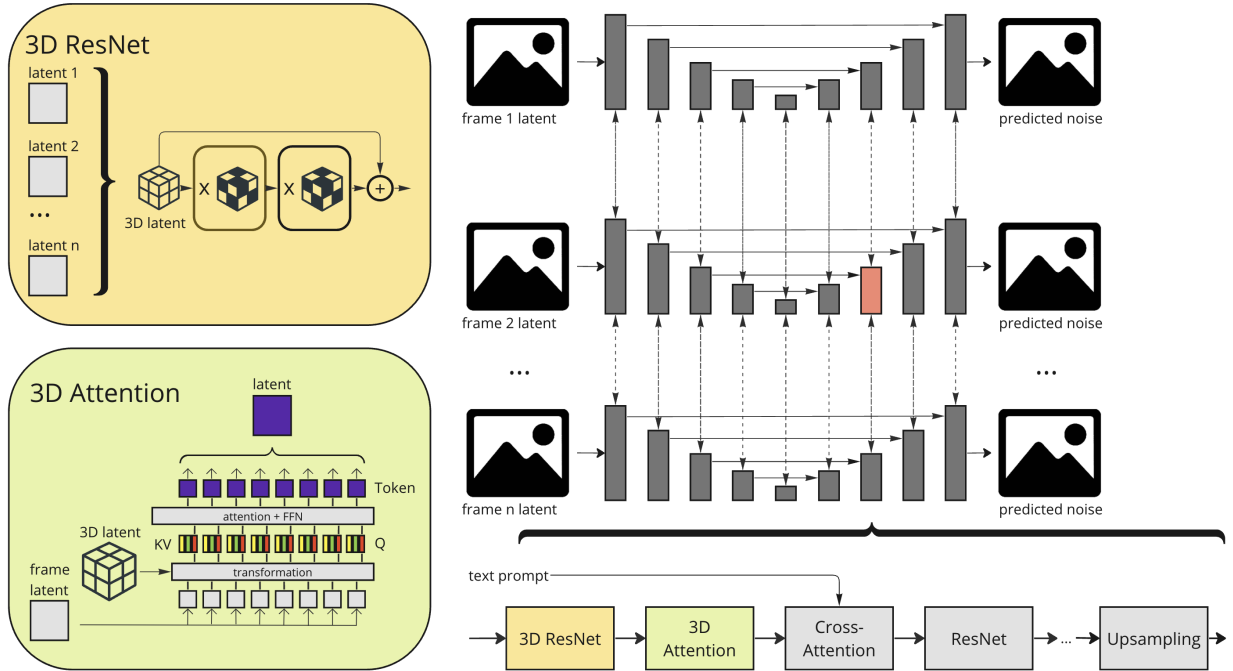 3D ResNet
latent 1
latent 2
...
latent n
3D latent
x
x
+
3D Attention
latent
Token
attention + FFN
3D latent
KV
Q
frame
latent
transformation
frame 1 latent
predicted noise
frame 2 latent
predicted noise
...
...
frame n latent
predicted noise
text prompt
3D ResNet
3D
Attention
Cross-
Attention
ResNet
...
Upsampling